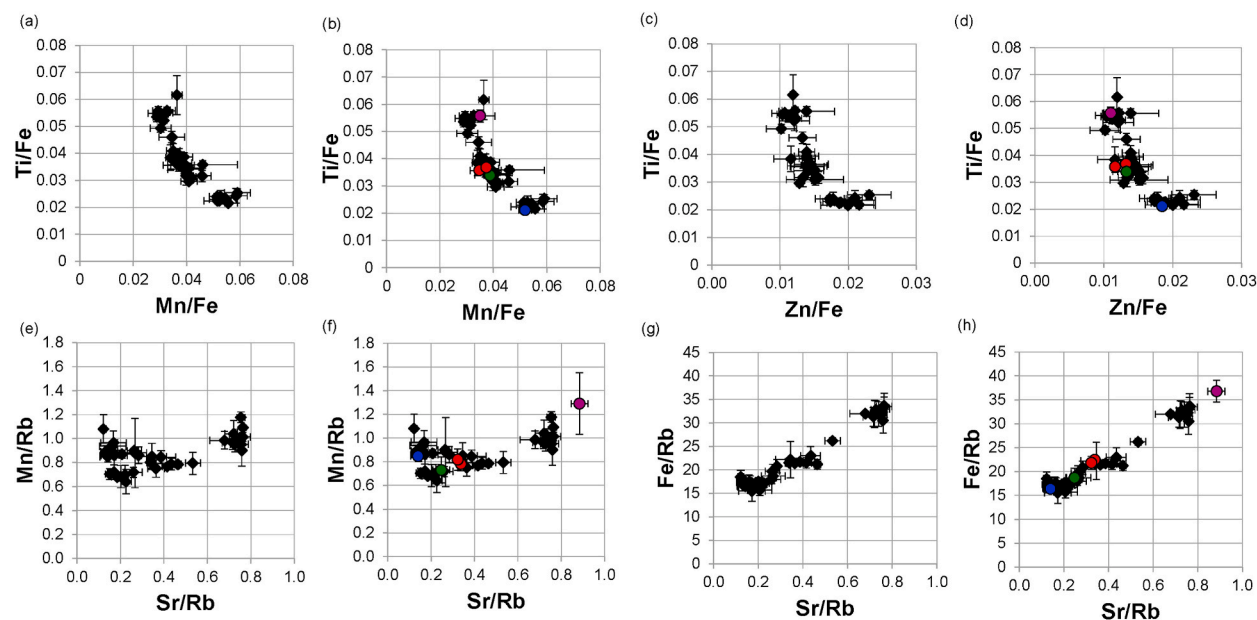 (a)
Ti/Fe
0.08
0.07
0.06
0.05
0.04
0.03
0.02
0.01
0
0.00 0.02 0.04 0.06 0.08
Mn/Fe
(b)
Ti/Fe
0.08
0.07
0.06
0.05
0.04
0.03
0.02
0.01
0
0.00 0.02 0.04 0.06 0.08
Mn/Fe
(c)
Ti/Fe
0.08
0.07
0.06
0.05
0.04
0.03
0.02
0.01
0
0.00 0.01 0.02 0.03
Zn/Fe
(d)
Ti/Fe
0.08
0.07
0.06
0.05
0.04
0.03
0.02
0.01
0
0.00 0.01 0.02 0.03
Zn/Fe
(e)
Mn/Rb
1.8
1.6
1.4
1.2
1.0
0.8
0.6
0.4
0.2
0.0
0.0 0.2 0.4 0.6 0.8 1.0
Sr/Rb
(f)
Mn/Rb
1.8
1.6
1.4
1.2
1.0
0.8
0.6
0.4
0.2
0.0
0.0 0.2 0.4 0.6 0.8 1.0
Sr/Rb
(g)
Fe/Rb
45
40
35
30
25
20
15
10
5
0
0.0 0.2 0.4 0.6 0.8 1.0
Sr/Rb
(h)
Fe/Rb
45
40
35
30
25
20
15
10
5
0
0.0 0.2 0.4 0.6 0.8 1.0
Sr/Rb